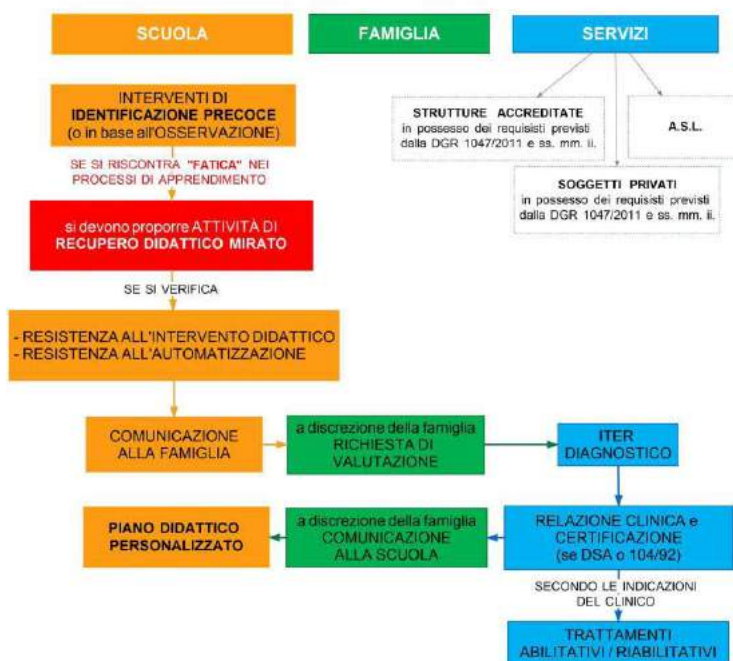 SCUOLA
FAMIGLIA
SERVIZI
INTERVENTI DI
IDENTIFICAZIONE PRECOCE
(o in base all'OSSERVAZIONE)
STRUTTURE ACCREDITATE
in possesso dei requisiti previsti
dalla DGR 1047/2011 e ss. mm. ii.
A.S.L.
SOGGETTI PRIVATI
in possesso dei requisiti previsti
dalla DGR 1047/2011 e ss. mm. ii.
SE SI RISCONTRA "FATICA" NEI
PROCESSI DI APPRENDIMENTO
si devono proporre ATTIVITÀ DI
RECUPERO DIDATTICO MIRATO
SE SI VERIFICA
- RESISTENZA ALL'INTERVENTO DIDATTICO
- RESISTENZA ALL'AUTOMATIZZAZIONE
COMUNICAZIONE
ALLA FAMIGLIA
a discrezione della famiglia
RICHIESTA DI
VALUTAZIONE
ITER
DIAGNOSTICO
PIANO DIDATTICO
PERSONALIZZATO
a discrezione della famiglia
COMUNICAZIONE
ALLA SCUOLA
RELAZIONE CLINICA e
CERTIFICAZIONE
(se DSA o 104/92)
SECONDO LE INDICAZIONI
DEL CLINICO
TRATTAMENTI
ABILITATIVI / RIABILITATIVI